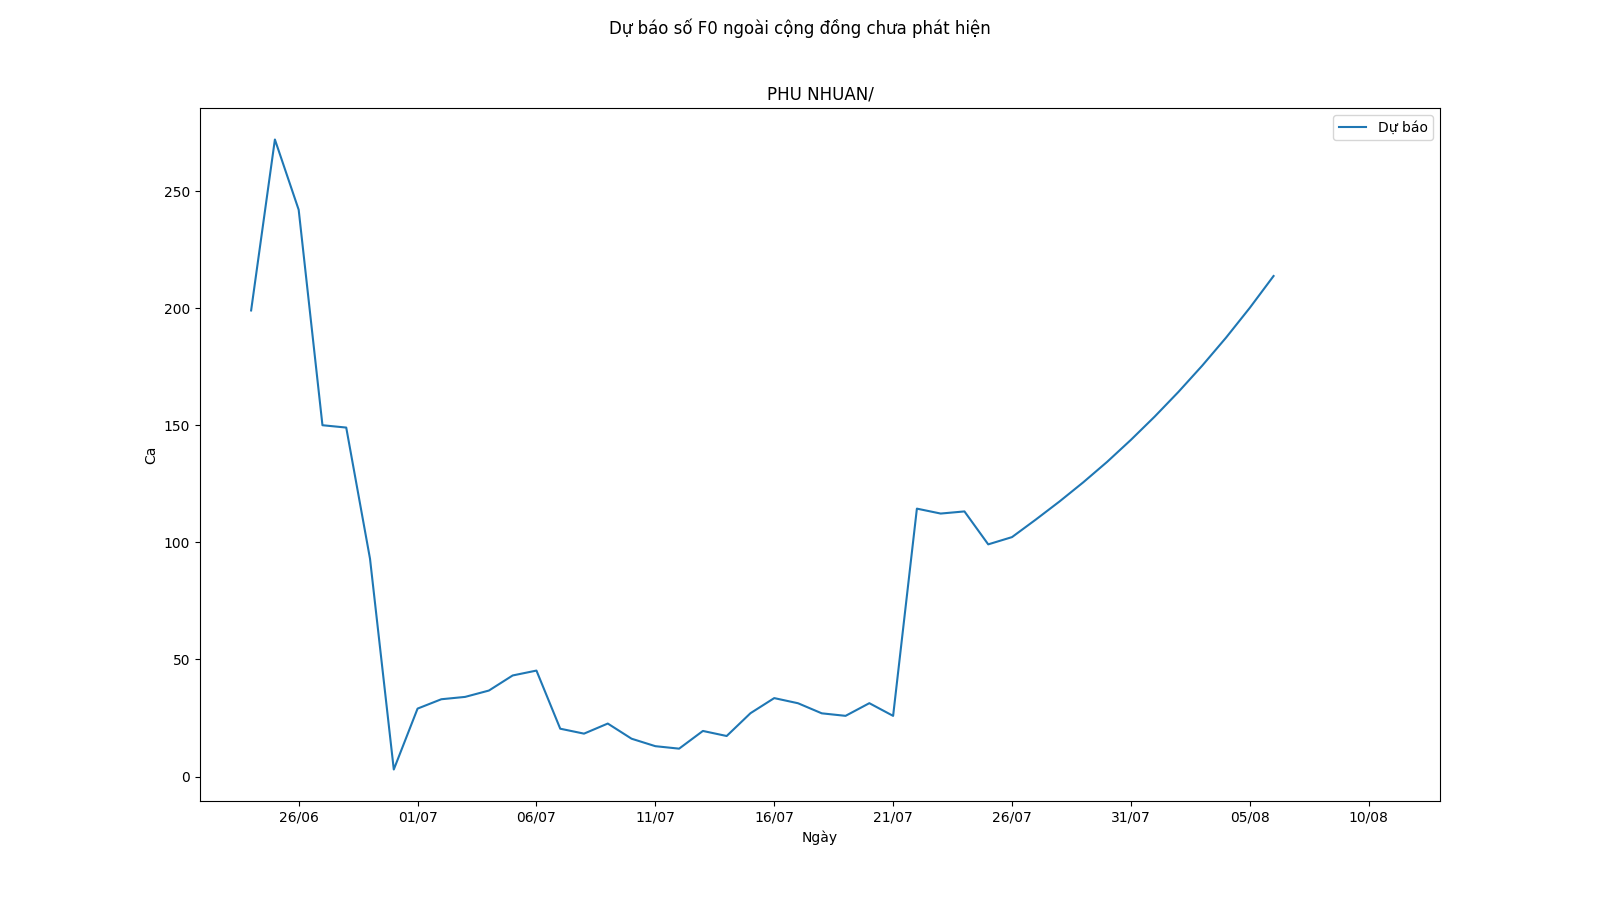 Dự báo số F0 ngoài cộng đồng chưa phát hiện
PHU NHUAN/
Dự báo
250
200
150
100
50
0
Ca
26/06 01/07 06/07 11/07 16/07 21/07 26/07 31/07 05/08 10/08
Ngày